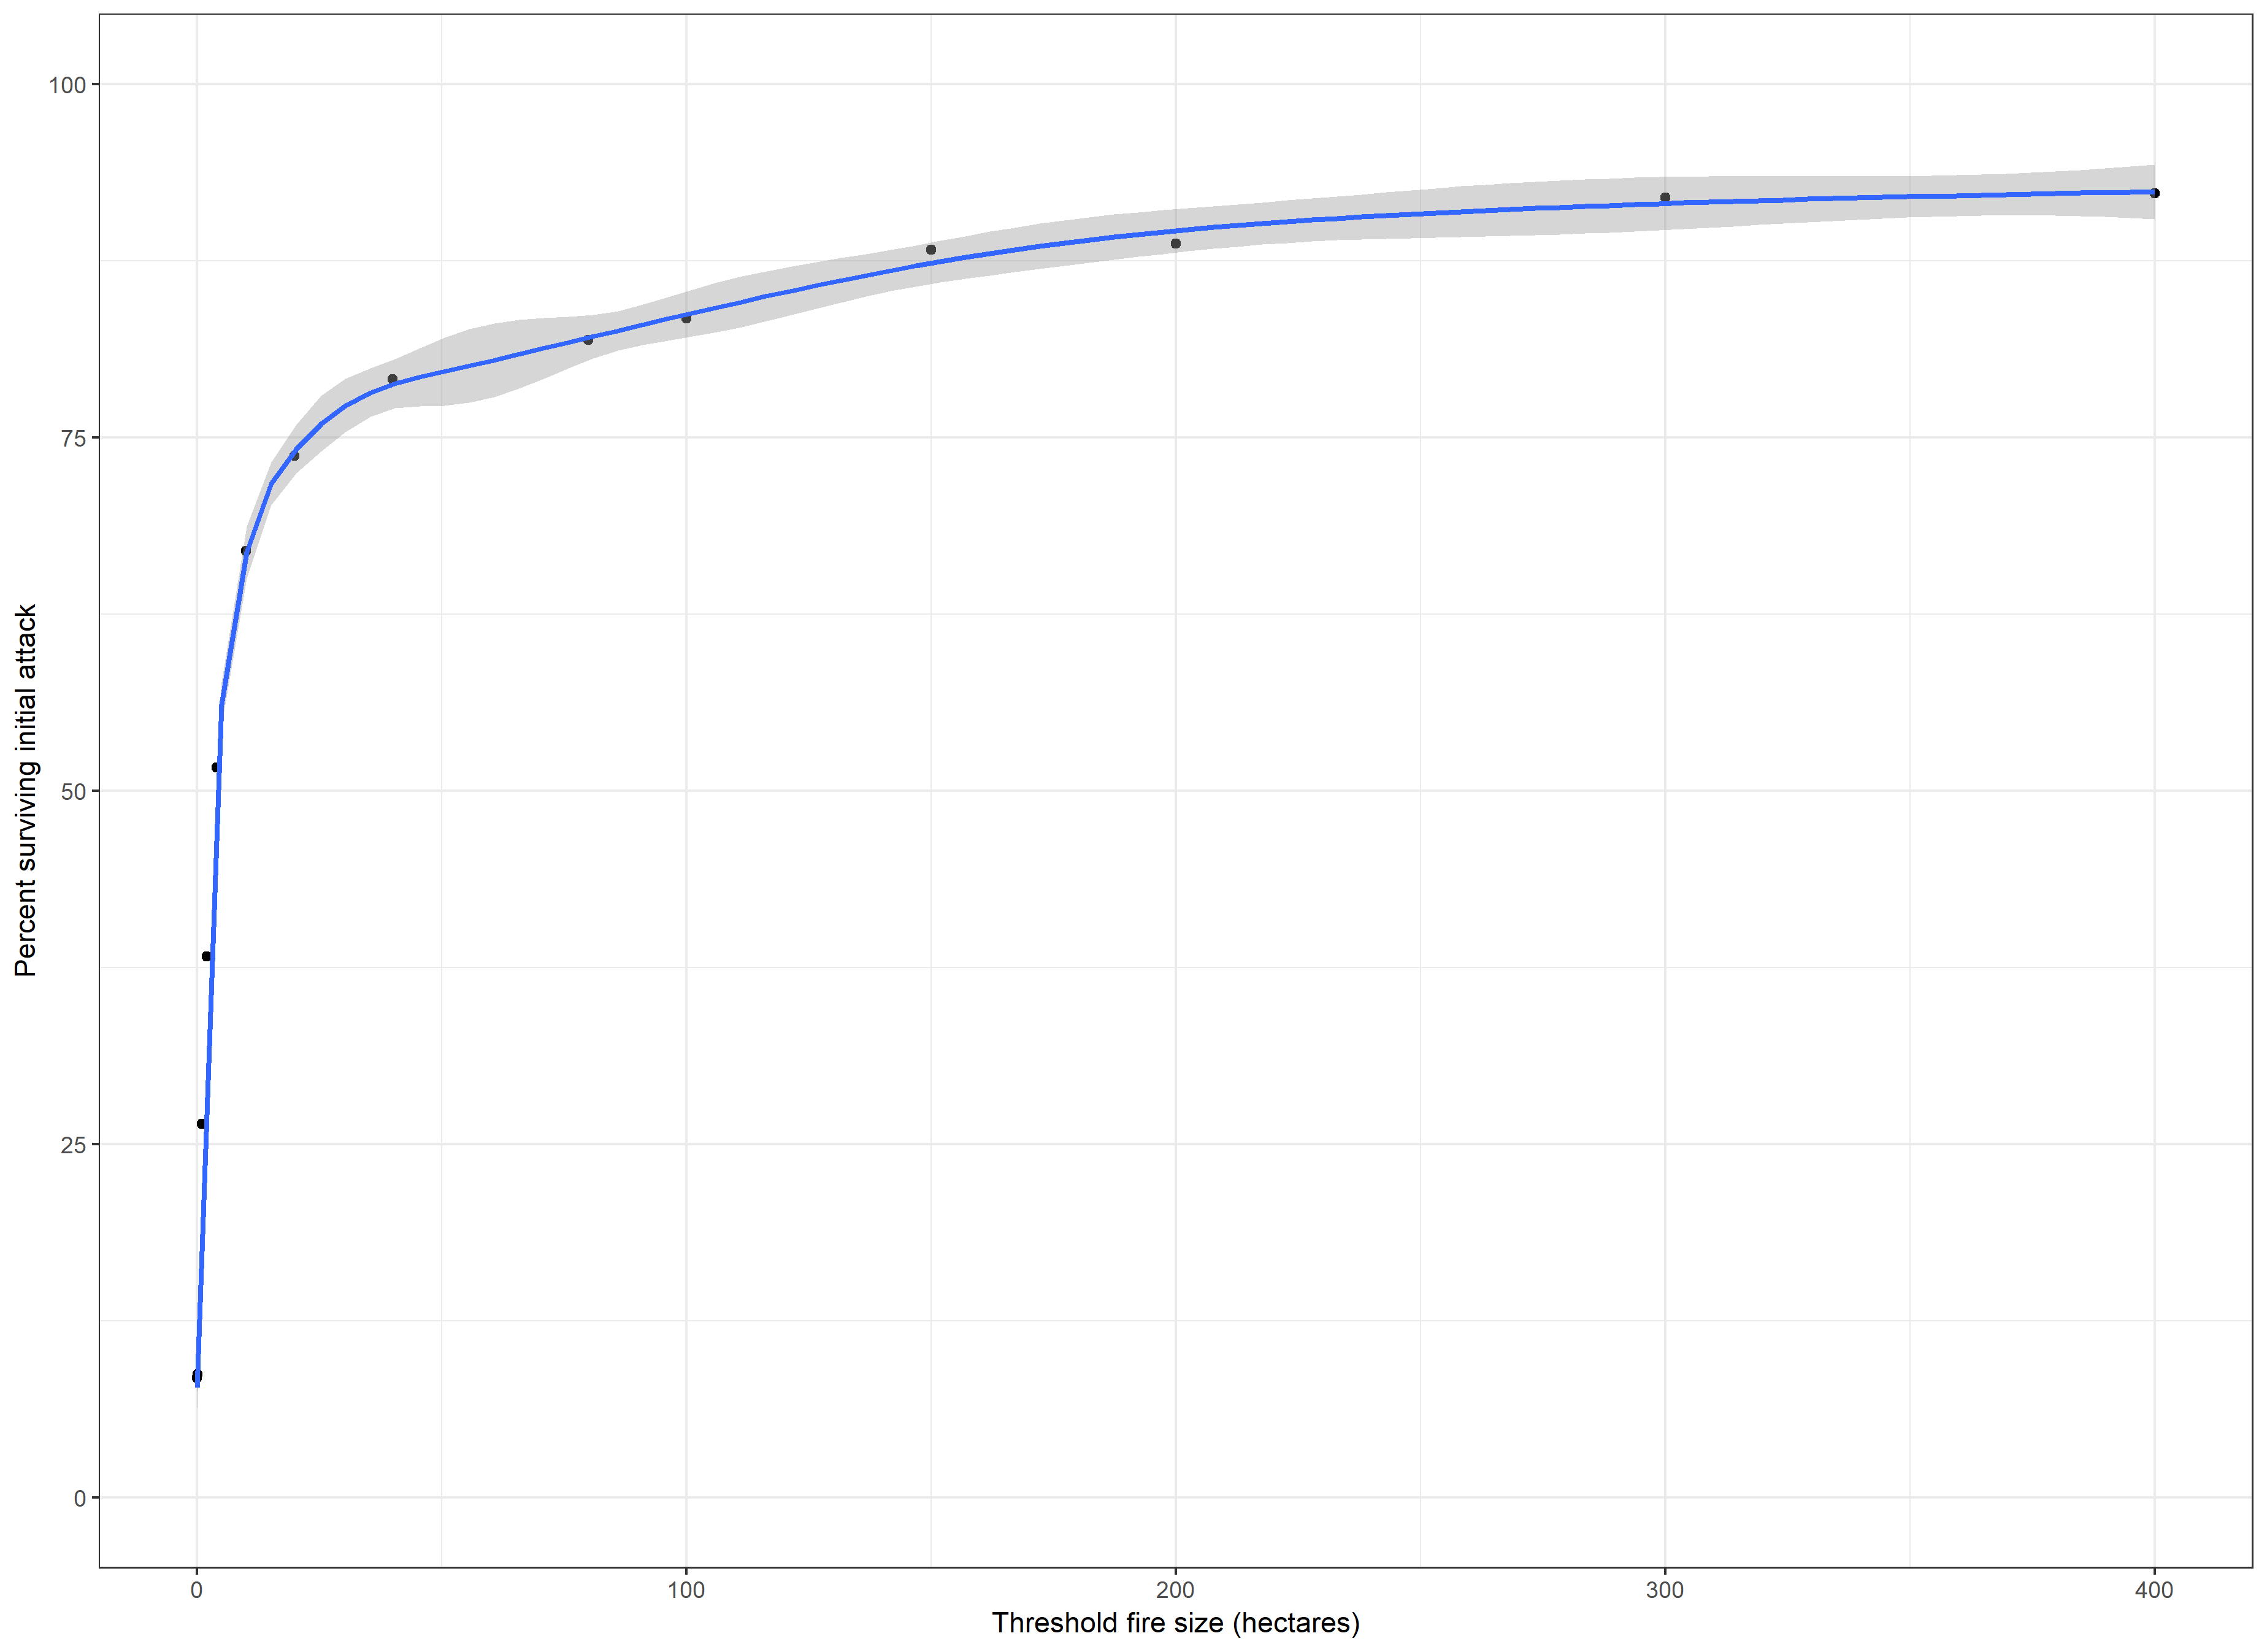 100
75
50
25
0
Percent surviving initial attack
0 100 200 300 400
Threshold fire size (hectares)